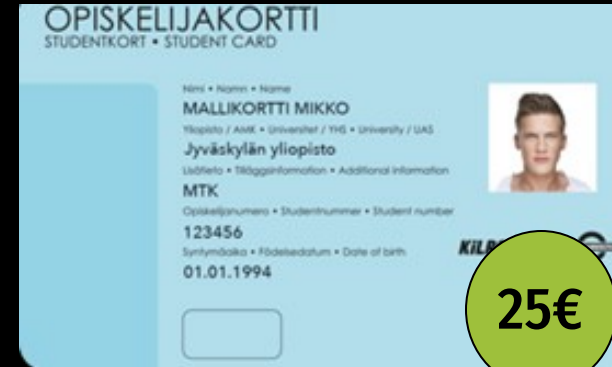 OPISKELIJAKORTTI
STUDENTKORT • STUDENT CARD
Nimi • Namn • Name
MALLIKORTTI MIKKO
Yliopisto / AMK • Universitet / YHS • University / UAS
Jyväskylän yliopisto
Lisätieto • Tilläggsinformation • Additional information
MTK
Opiskelijanumero • Studentnummer • Student number
123456
Syntymäaika • Födelsedatum • Date of birth
01.01.1994
25€